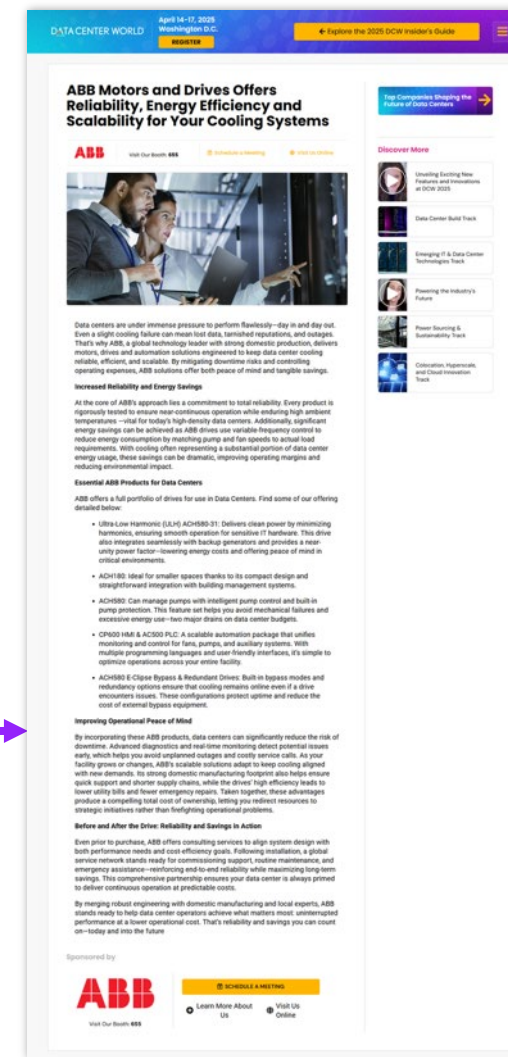 DATA CENTER WORLD
April 14-17, 2025
Washington D.C.
REGISTER
← Explore the 2025 DCW Insider's Guide
ABB Motors and Drives Offers
Reliability, Energy Efficiency and
Scalability for Your Cooling Systems
ABB
Visit Our Booth: 655
Schedule a Meeting
Visit Us Online
Data centers are under immense pressure to perform flawlessly—day in and day out.
Even a slight cooling failure can mean lost data, tarnished reputations, and outages.
That's why ABB, a global technology leader with strong domestic production, delivers
motors, drives and automation solutions engineered to keep data center cooling
reliable, efficient, and scalable. By mitigating downtime risks and controlling
operating expenses, ABB solutions offer both peace of mind and tangible savings.
Increased Reliability and Energy Savings
At the core of ABB's approach lies a commitment to total reliability. Every product is
rigorously tested to ensure near-continuous operation while enduring high ambient
temperatures —vital for today's high-density data centers. Additionally, significant
energy savings can be achieved as ABB drives use variable-frequency control to
reduce energy consumption by matching pump and fan speeds to actual load
requirements. With cooling often representing a substantial portion of data center
energy usage, these savings can be dramatic, improving operating margins and
reducing environmental impact.
Essential ABB Products for Data Centers
ABB offers a full portfolio of drives for use in Data Centers. Find some of our offering
detailed below:
• Ultra-Low Harmonic (ULH) ACH580-31: Delivers clean power by minimizing
harmonics, ensuring smooth operation for sensitive IT hardware. This drive
also integrates seamlessly with backup generators and provides a near-
unity power factor—lowering energy costs and offering peace of mind in
critical environments.
• ACH180: Ideal for smaller spaces thanks to its compact design and
straightforward integration with building management systems.
• ACH580: Can manage pumps with intelligent pump control and built-in
pump protection. This feature set helps you avoid mechanical failures and
excessive energy use—two major drains on data center budgets.
• CP600 HMI & AC500 PLC: A scalable automation package that unifies
monitoring and control for fans, pumps, and auxiliary systems. With
multiple programming languages and user-friendly interfaces, it's simple to
optimize operations across your entire facility.
• ACH580 E-Clipse Bypass & Redundant Drives: Built-in bypass modes and
redundancy options ensure that cooling remains online even if a drive
encounters issues. These configurations protect uptime and reduce the
cost of external bypass equipment.
Improving Operational Peace of Mind
By incorporating these ABB products, data centers can significantly reduce the risk of
downtime. Advanced diagnostics and real-time monitoring detect potential issues
early, which helps you avoid unplanned outages and costly service calls. As your
facility grows or changes, ABB's scalable solutions adapt to keep cooling aligned
with new demands. Its strong domestic manufacturing footprint also helps ensure
quick support and shorter supply chains, while the drives' high efficiency leads to
lower utility bills and fewer emergency repairs. Taken together, these advantages
produce a compelling total cost of ownership, letting you redirect resources to
strategic initiatives rather than firefighting operational problems.
Before and After the Drive: Reliability and Savings in Action
Even prior to purchase, ABB offers consulting services to align system design with
both performance needs and cost-efficiency goals. Following installation, a global
service network stands ready for commissioning support, routine maintenance, and
emergency assistance—reinforcing end-to-end reliability while maximizing long-term
savings. This comprehensive partnership ensures your data center is always primed
to deliver continuous operation at predictable costs.
By merging robust engineering with domestic manufacturing and local experts, ABB
stands ready to help data center operators achieve what matters most: uninterrupted
performance at a lower operational cost. That's reliability and savings you can count
on—today and into the future
Sponsored by
ABB
Visit Our Booth: 655
SCHEDULE A MEETING
Learn More About
Us
Visit Us
Online
Top Companies Shaping the
Future of Data Centers
Discover More
Unveiling Exciting New
Features and Innovations
at DCW 2025
Data Center Build Track
Emerging IT & Data Center
Technologies Track
Powering the Industry's
Future
Power Sourcing &
Sustainability Track
Colocation, Hyperscale,
and Cloud Innovation
Track